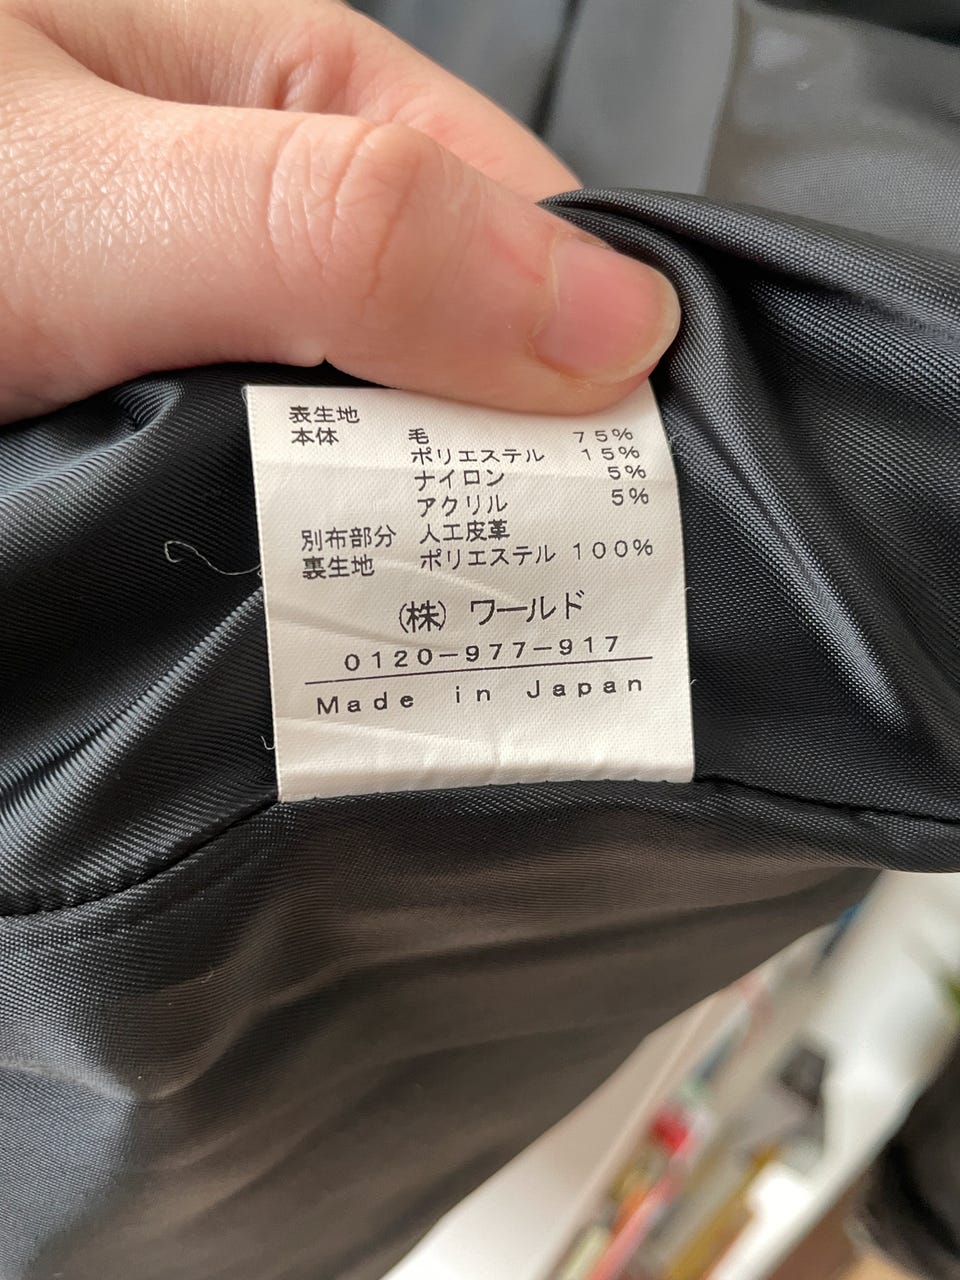 表生地
本体 毛 75%
ポリエステル 15%
ナイロン 5%
アクリル 5%
別布部分 人工皮革
裏生地 ポリエステル 100%
(株) ワールド
0120-977-917
Made in Japan